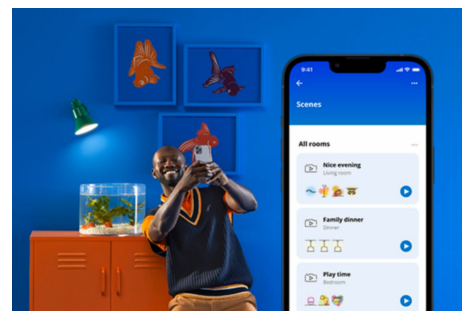 9:41
Scenes
All rooms
Nice evening
Living room
Family dinner
Dinner
Play time
Bedroom